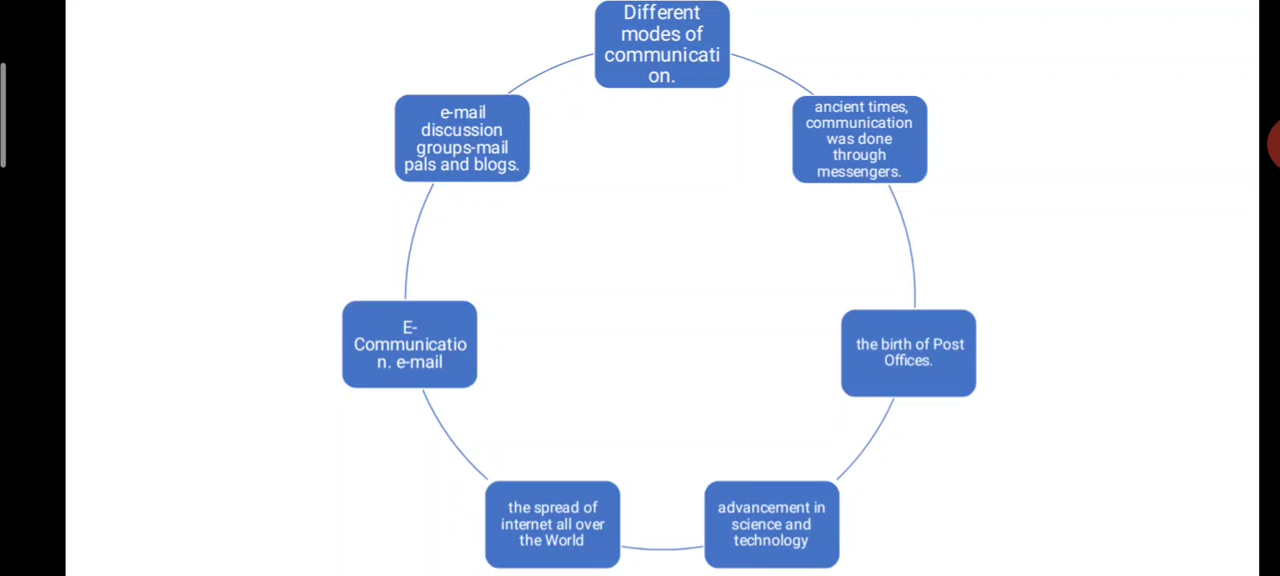 Different
modes of
communicati
on.
ancient times,
communication
was done
through
messengers.
the birth of Post
Offices.
advancement in
science and
technology
the spread of
internet all over
the World
E-
Communicatio
n. e-mail
e-mail
discussion
groups-mail
pals and blogs.